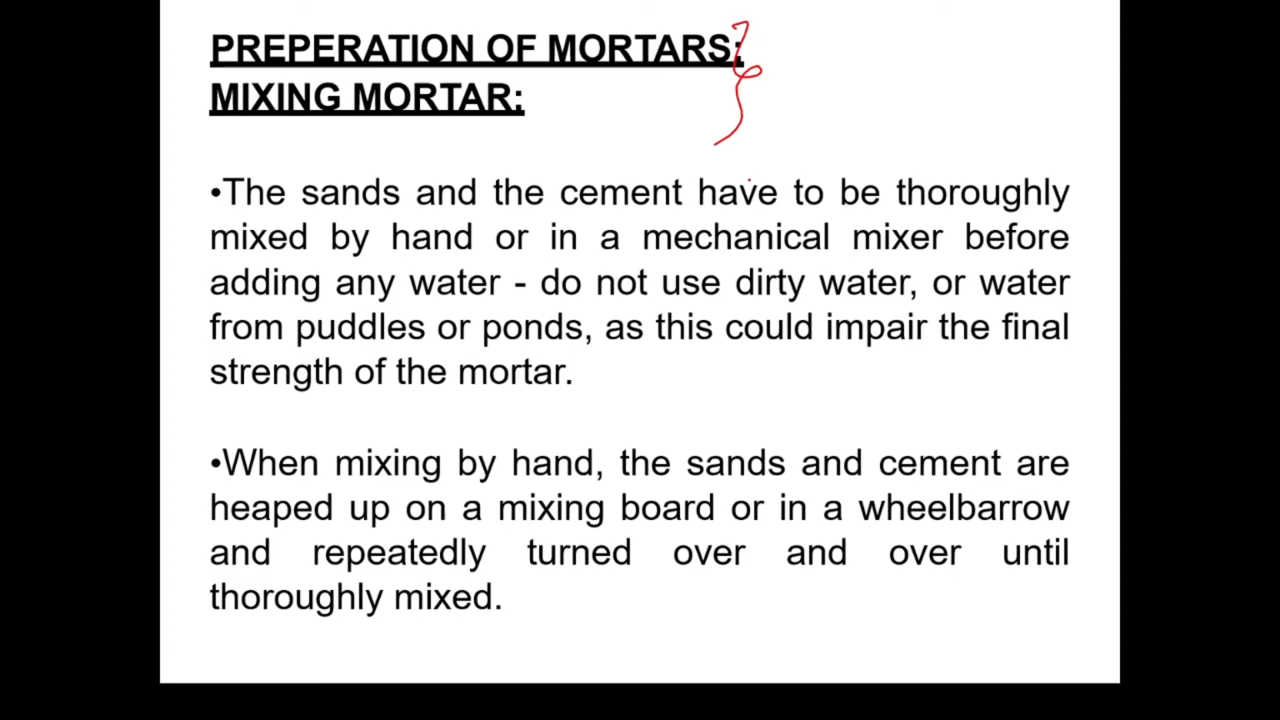 PREPERATION OF MORTARS:
MIXING MORTAR:
•The sands and the cement have to be thoroughly
mixed by hand or in a mechanical mixer before
adding any water - do not use dirty water, or water
from puddles or ponds, as this could impair the final
strength of the mortar.
•When mixing by hand, the sands and cement are
heaped up on a mixing board or in a wheelbarrow
and repeatedly turned over and over until
thoroughly mixed.